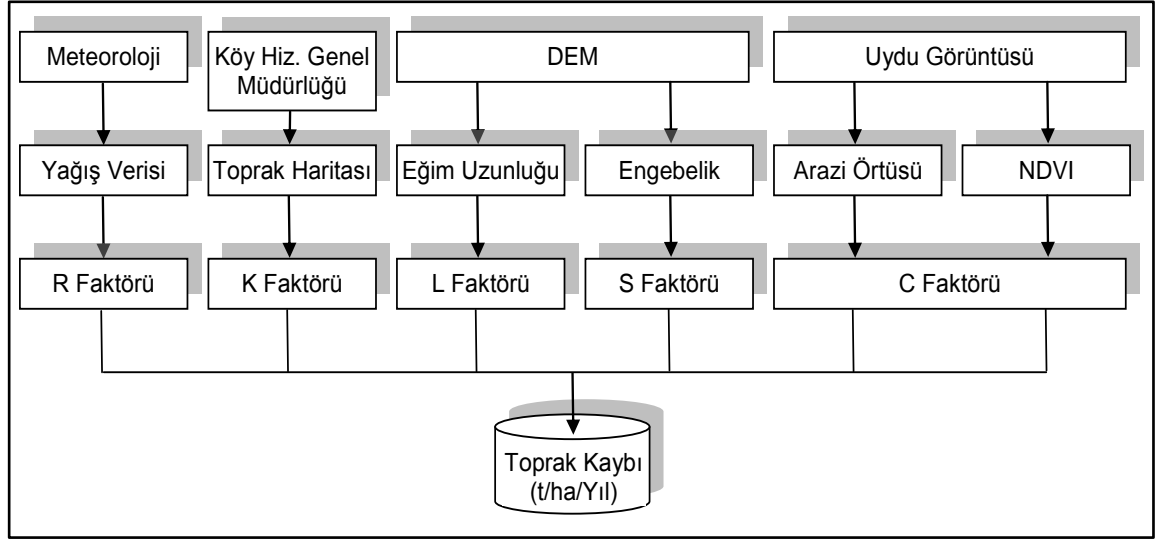 Meteoroloji
Köy Hiz. Genel
Müdürlüğü
DEM
Uydu Görüntüsü
Yağış Verisi
Toprak Haritası
Eğim Uzunluğu
Engebelik
Arazi Örtüsü
NDVI
R Faktörü
K Faktörü
L Faktörü
S Faktörü
C Faktörü
Toprak Kaybı
(t/ha/Yıl)